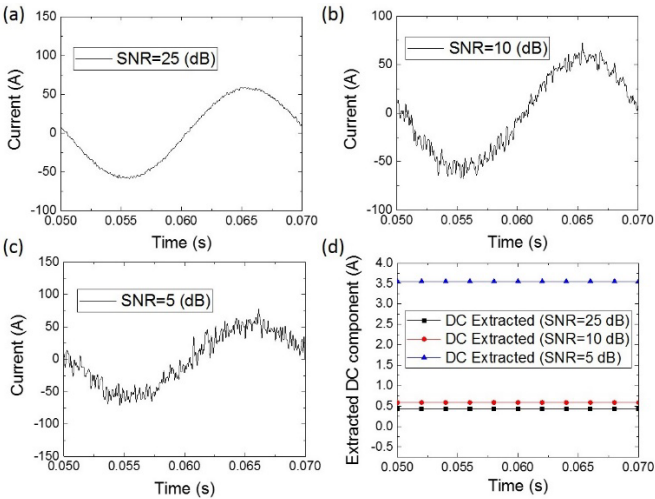 (a)
150
100
50
0
-50
-100
SNR=25 (dB)
Current (A)
0.050 0.055 0.060 0.065 0.070
Time (s)
(b)
100
50
0
-50
-100
SNR=10 (dB)
Current (A)
0.050 0.055 0.060 0.065 0.070
Time (s)
(c)
150
100
50
0
-50
-100
-150
SNR=5 (dB)
Current (A)
0.050 0.055 0.060 0.065 0.070
Time (s)
(d)
4.0
3.5
3.0
2.5
2.0
1.5
1.0
0.5
0.0
-0.5
DC Extracted (SNR=25 dB)
DC Extracted (SNR=10 dB)
DC Extracted (SNR=5 dB)
Extracted DC component (A)
0.050 0.055 0.060 0.065 0.070
Time (s)